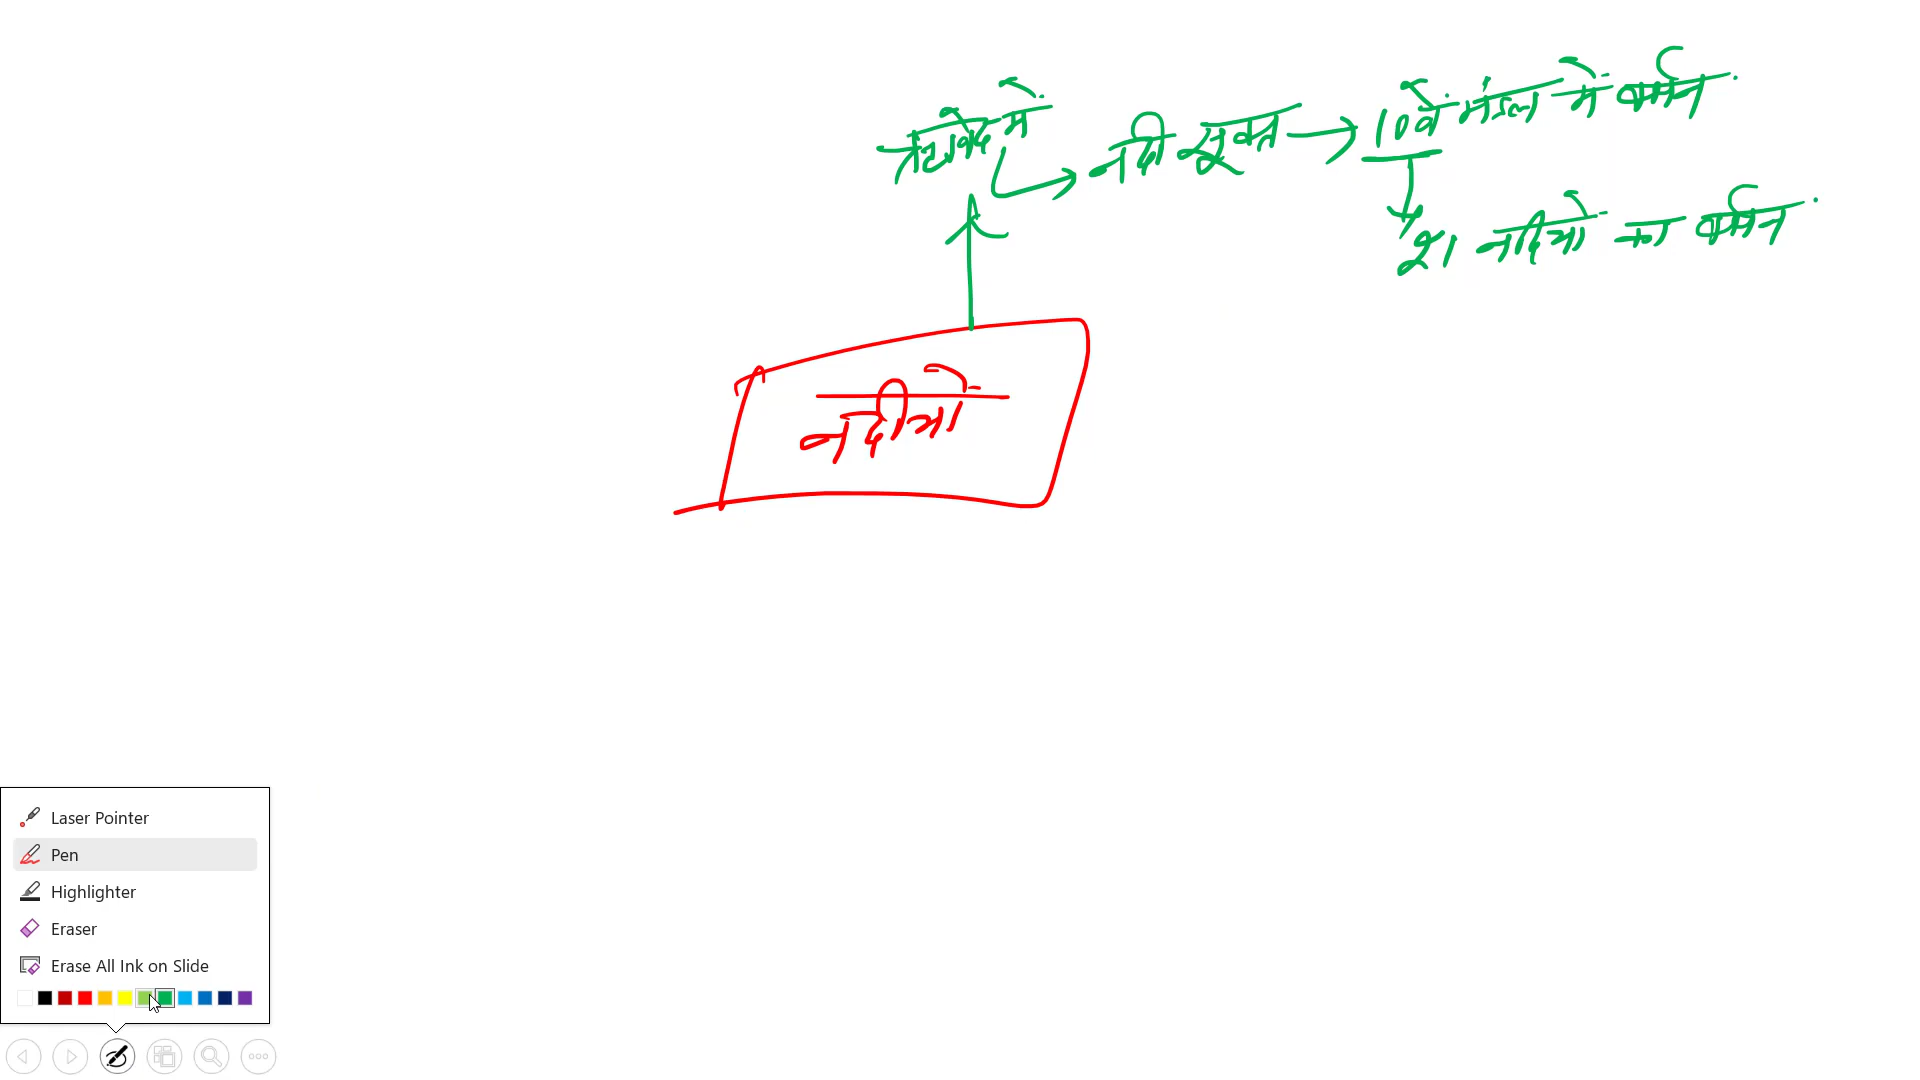 ऋग्वेद में → नदी सूक्त → 10वें मंडल में वर्णन
21 नदियों का वर्णन
नदीयों
Laser Pointer
Pen
Highlighter
Eraser
Erase All Ink on Slide